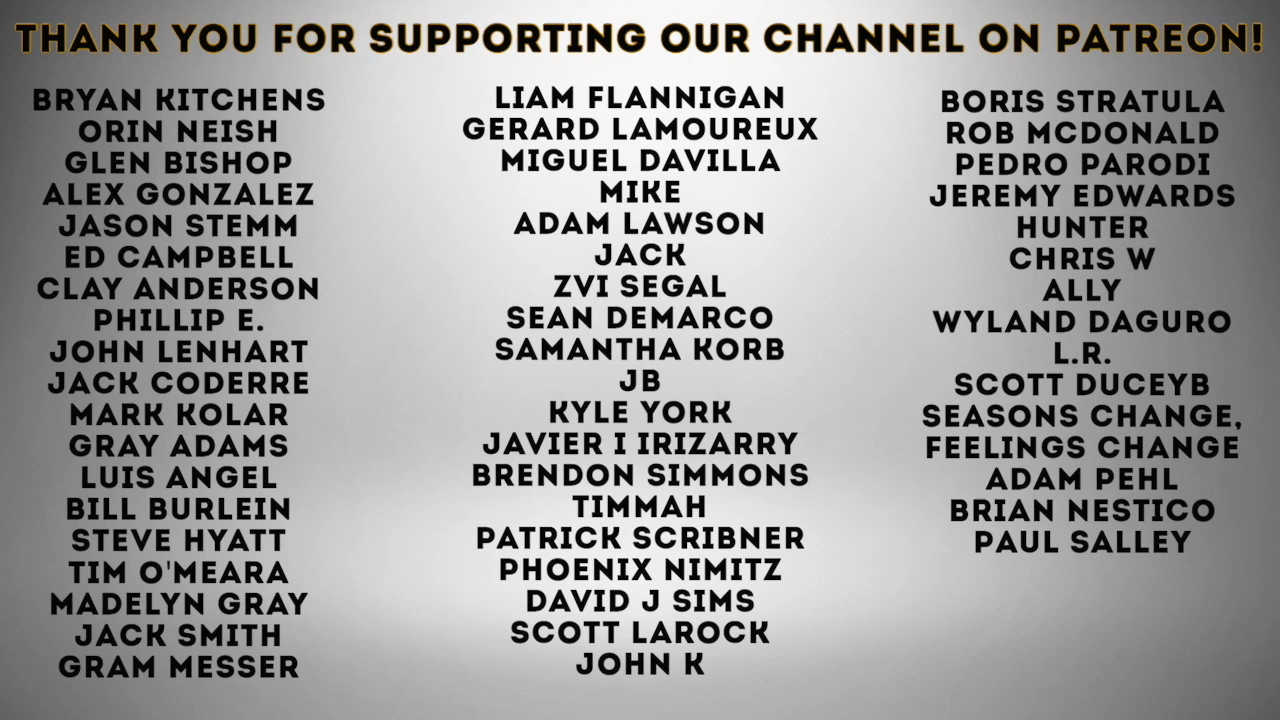 THANK YOU FOR SUPPORTING OUR CHANNEL ON PATREON!
BRYAN KITCHENS
ORIN NEISH
GLEN BISHOP
ALEX GONZALEZ
JASON STEMM
ED CAMPBELL
CLAY ANDERSON
PHILLIP E.
JOHN LENHART
JACK CODERRE
MARK KOLAR
GRAY ADAMS
LUIS ANGEL
BILL BURLEIN
STEVE HYATT
TIM O'MEARA
MADELYN GRAY
JACK SMITH
GRAM MESSER
LIAM FLANNIGAN
GERARD LAMOUREUX
MIGUEL DAVILLA
MIKE
ADAM LAWSON
JACK
ZVI SEGAL
SEAN DEMARCO
SAMANTHA KORB
JB
KYLE YORK
JAVIER I IRIZARRY
BRENDON SIMMONS
TIMMAH
PATRICK SCRIBNER
PHOENIX NIMITZ
DAVID J SIMS
SCOTT LAROCK
JOHN K
BORIS STRATULA
ROB MCDONALD
PEDRO PARODI
JEREMY EDWARDS
HUNTER
CHRIS W
ALLY
WYLAND DAGURO
L.R.
SCOTT DUCEYB
SEASONS CHANGE,
FEELINGS CHANGE
ADAM PEHL
BRIAN NESTICO
PAUL SALLEY